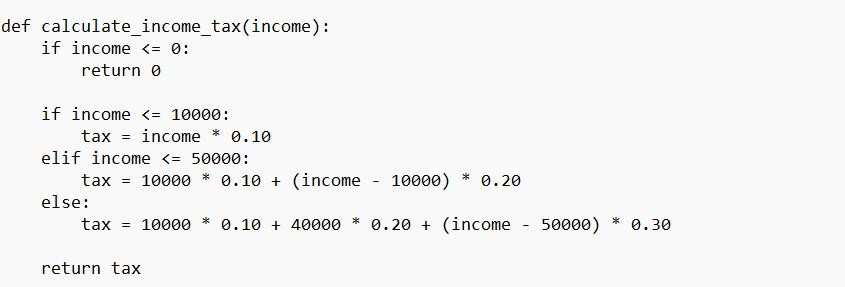 def calculate_income_tax(income):
    if income <= 0:
        return 0

    if income <= 10000:
        tax = income * 0.10
    elif income <= 50000:
        tax = 10000 * 0.10 + (income - 10000) * 0.20
    else:
        tax = 10000 * 0.10 + 40000 * 0.20 + (income - 50000) * 0.30

    return tax